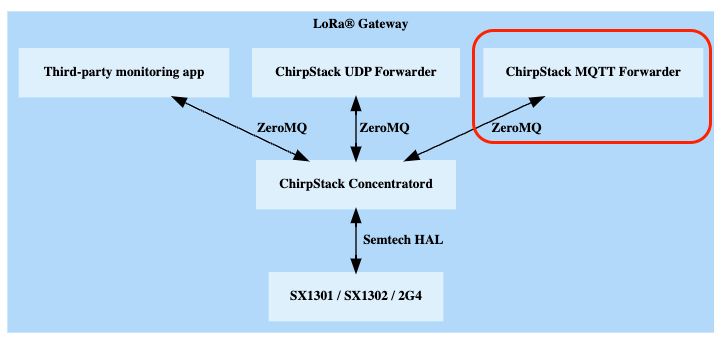 LoRa® Gateway
Third-party monitoring app
ChirpStack UDP Forwarder
ChirpStack MQTT Forwarder
ZeroMQ
ZeroMQ
ZeroMQ
ChirpStack Concentratord
Semtech HAL
SX1301 / SX1302 / 2G4